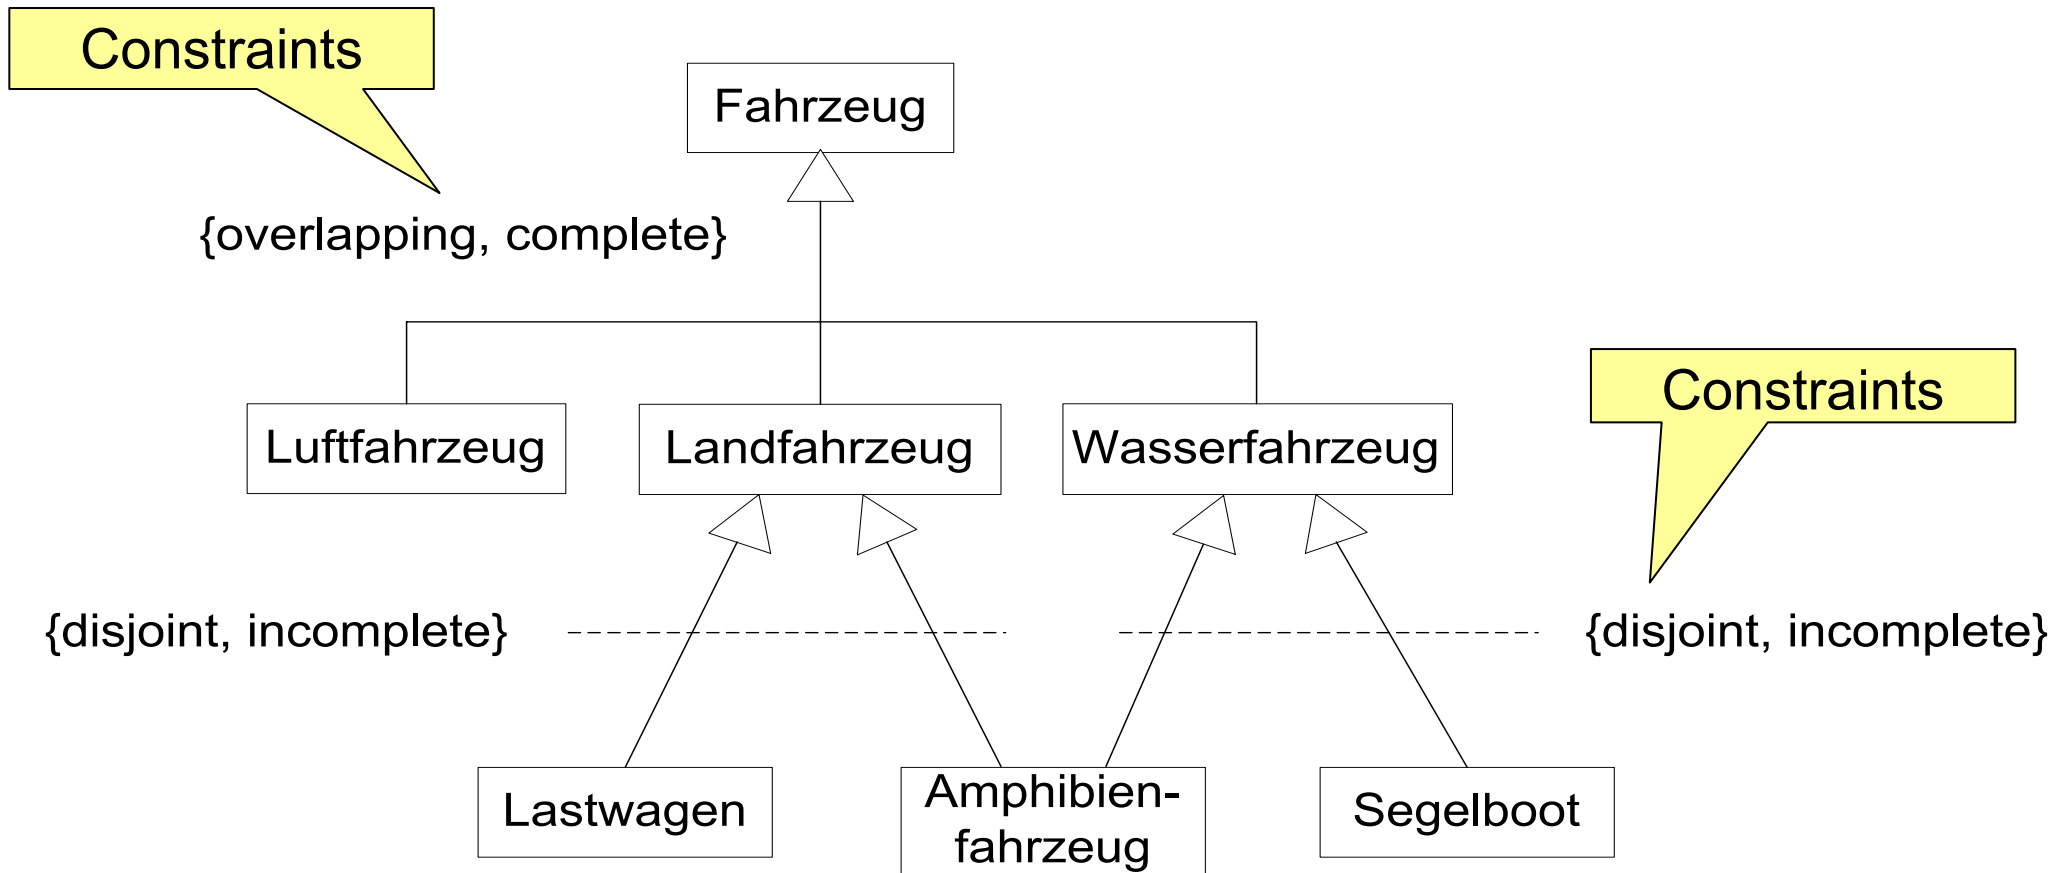 Constraints
Fahrzeug
{overlapping, complete}
Luftfahrzeug
Landfahrzeug
Wasserfahrzeug
Constraints
{disjoint, incomplete}
{disjoint, incomplete}
Lastwagen
Amphibien-
fahrzeug
Segelboot